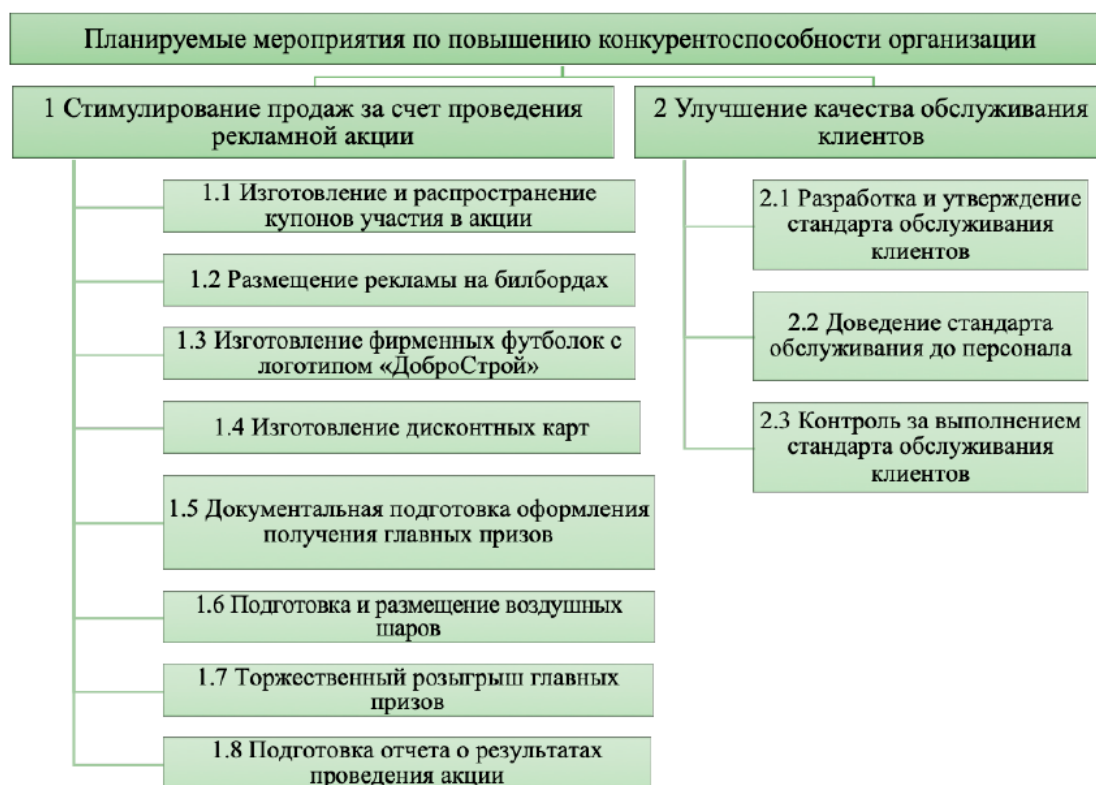 Планируемые мероприятия по повышению конкурентоспособности организации
1 Стимулирование продаж за счет проведения
рекламной акции
1.1 Изготовление и распространение
купонов участия в акции
1.2 Размещение рекламы на билбордах
1.3 Изготовление фирменных футболок с
логотипом «ДоброСтрой»
1.4 Изготовление дисконтных карт
1.5 Документальная подготовка оформления
получения главных призов
1.6 Подготовка и размещение воздушных
шаров
1.7 Торжественный розыгрыш главных
призов
1.8 Подготовка отчета о результатах
проведения акции
2 Улучшение качества обслуживания
клиентов
2.1 Разработка и утверждение
стандарта обслуживания
клиентов
2.2 Доведение стандарта
обслуживания до персонала
2.3 Контроль за выполнением
стандарта обслуживания
клиентов